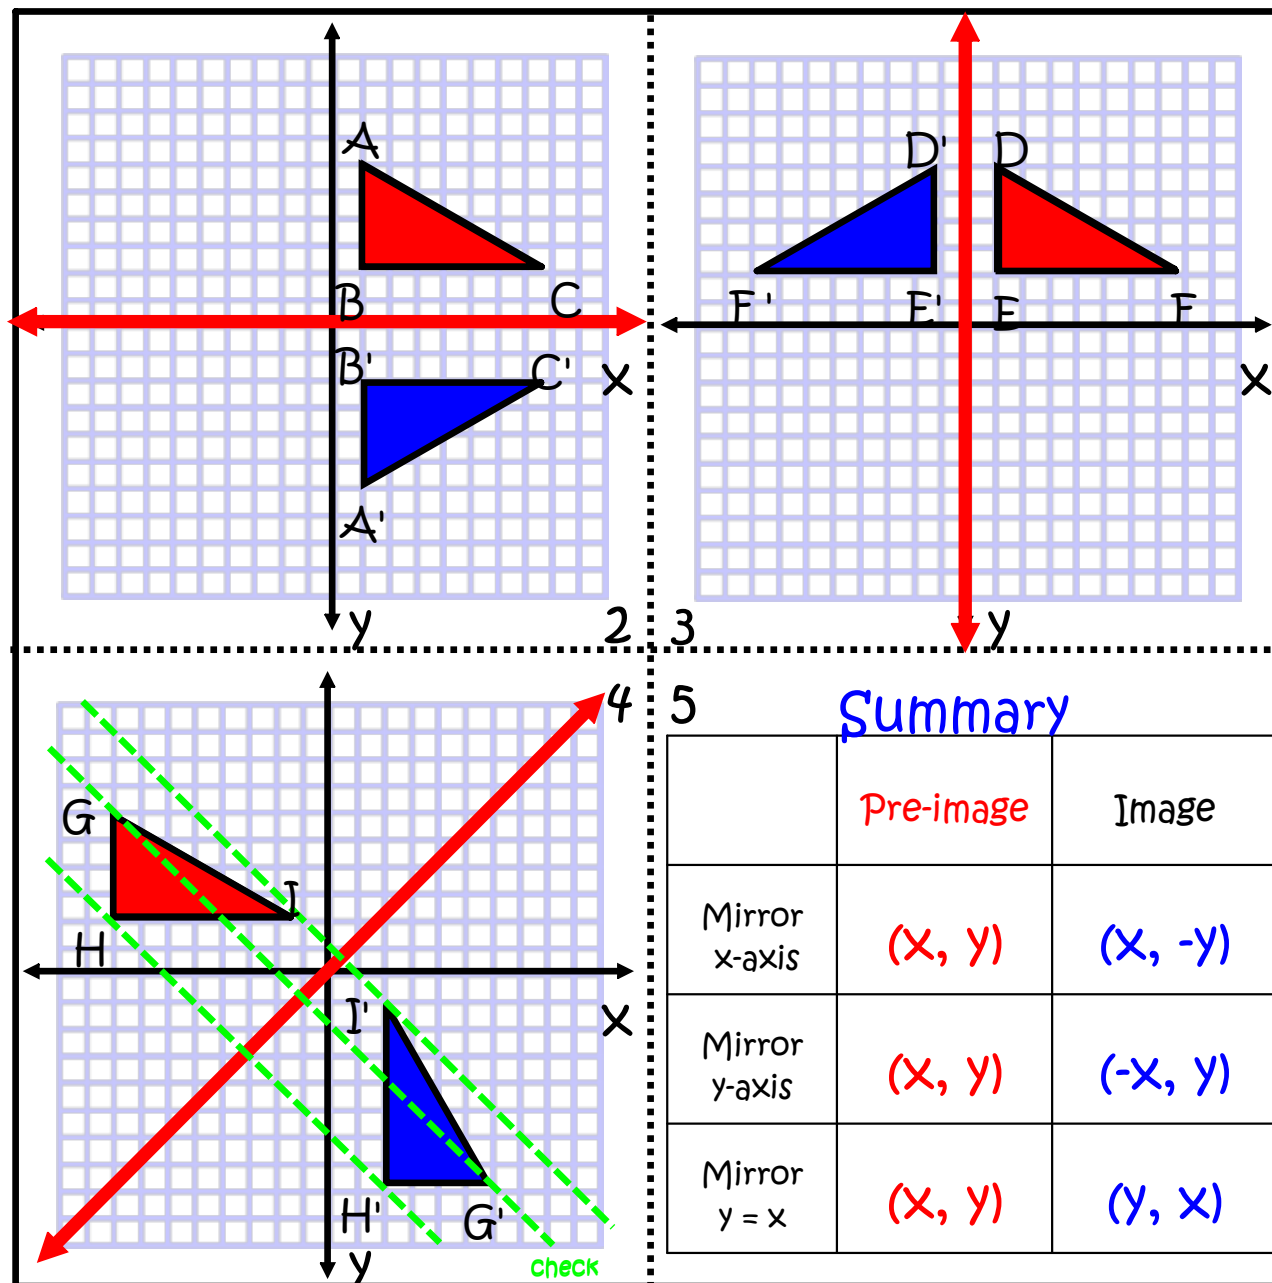 A
B
C
B'
C'
x
A'
y
2
D'
D
F'
E'
E
F
x
3
y
4
G
I
H
I'
x
H'
G'
y
check
5
Summary
Pre-image Image
Mirror
x-axis
(x, y) (x, -y)
Mirror
y-axis
(x, y) (-x, y)
Mirror
y = x
(x, y) (y, x)